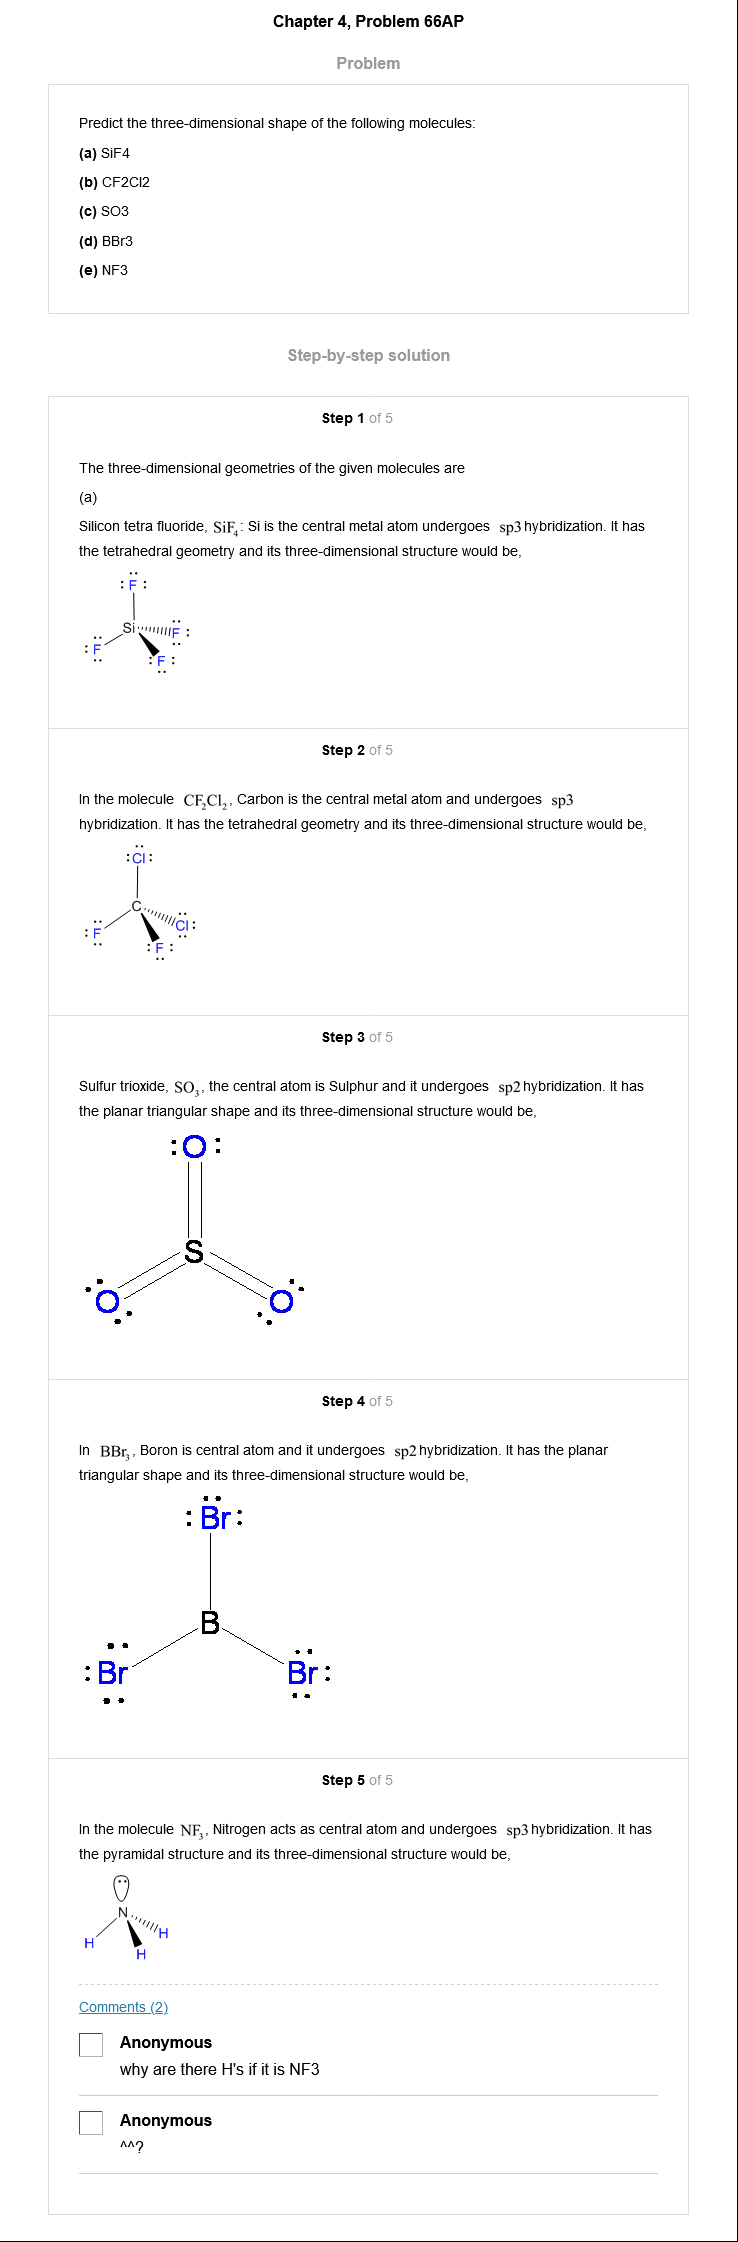 Chapter 4, Problem 66AP
Problem
Predict the three-dimensional shape of the following molecules:
(a) SiF4
(b) CF2Cl2
(c) SO3
(d) BBr3
(e) NF3
Step-by-step solution
Step 1 of 5
The three-dimensional geometries of the given molecules are
(a)
Silicon tetra fluoride, SiF4: Si is the central metal atom undergoes sp3 hybridization. It has
the tetrahedral geometry and its three-dimensional structure would be,
F
Si F
F
F
Step 2 of 5
In the molecule CF2Cl2, Carbon is the central metal atom and undergoes sp3
hybridization. It has the tetrahedral geometry and its three-dimensional structure would be,
Cl
C
Cl
F
F
Step 3 of 5
Sulfur trioxide, SO3, the central atom is Sulphur and it undergoes sp2 hybridization. It has
the planar triangular shape and its three-dimensional structure would be,
O
S
O O
Step 4 of 5
In BBr3, Boron is central atom and it undergoes sp2 hybridization. It has the planar
triangular shape and its three-dimensional structure would be,
Br
B
Br Br
Step 5 of 5
In the molecule NF3, Nitrogen acts as central atom and undergoes sp3 hybridization. It has
the pyramidal structure and its three-dimensional structure would be,
N
H
H
H
Comments (2)
Anonymous
why are there H's if it is NF3
Anonymous
^^?